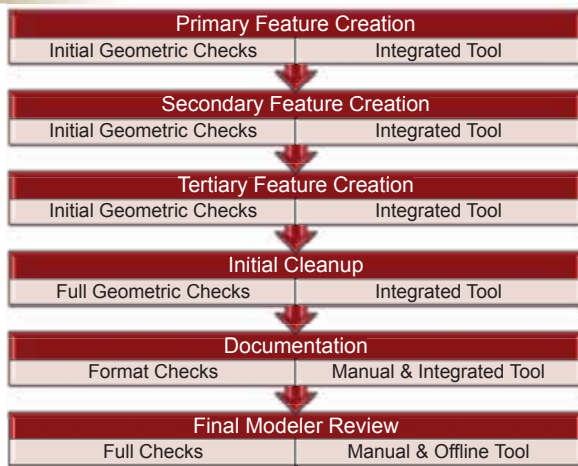 Primary Feature Creation
Initial Geometric Checks Integrated Tool
Secondary Feature Creation
Initial Geometric Checks Integrated Tool
Tertiary Feature Creation
Initial Geometric Checks Integrated Tool
Initial Cleanup
Full Geometric Checks Integrated Tool
Documentation
Format Checks Manual & Integrated Tool
Final Modeler Review
Full Checks Manual & Offline Tool